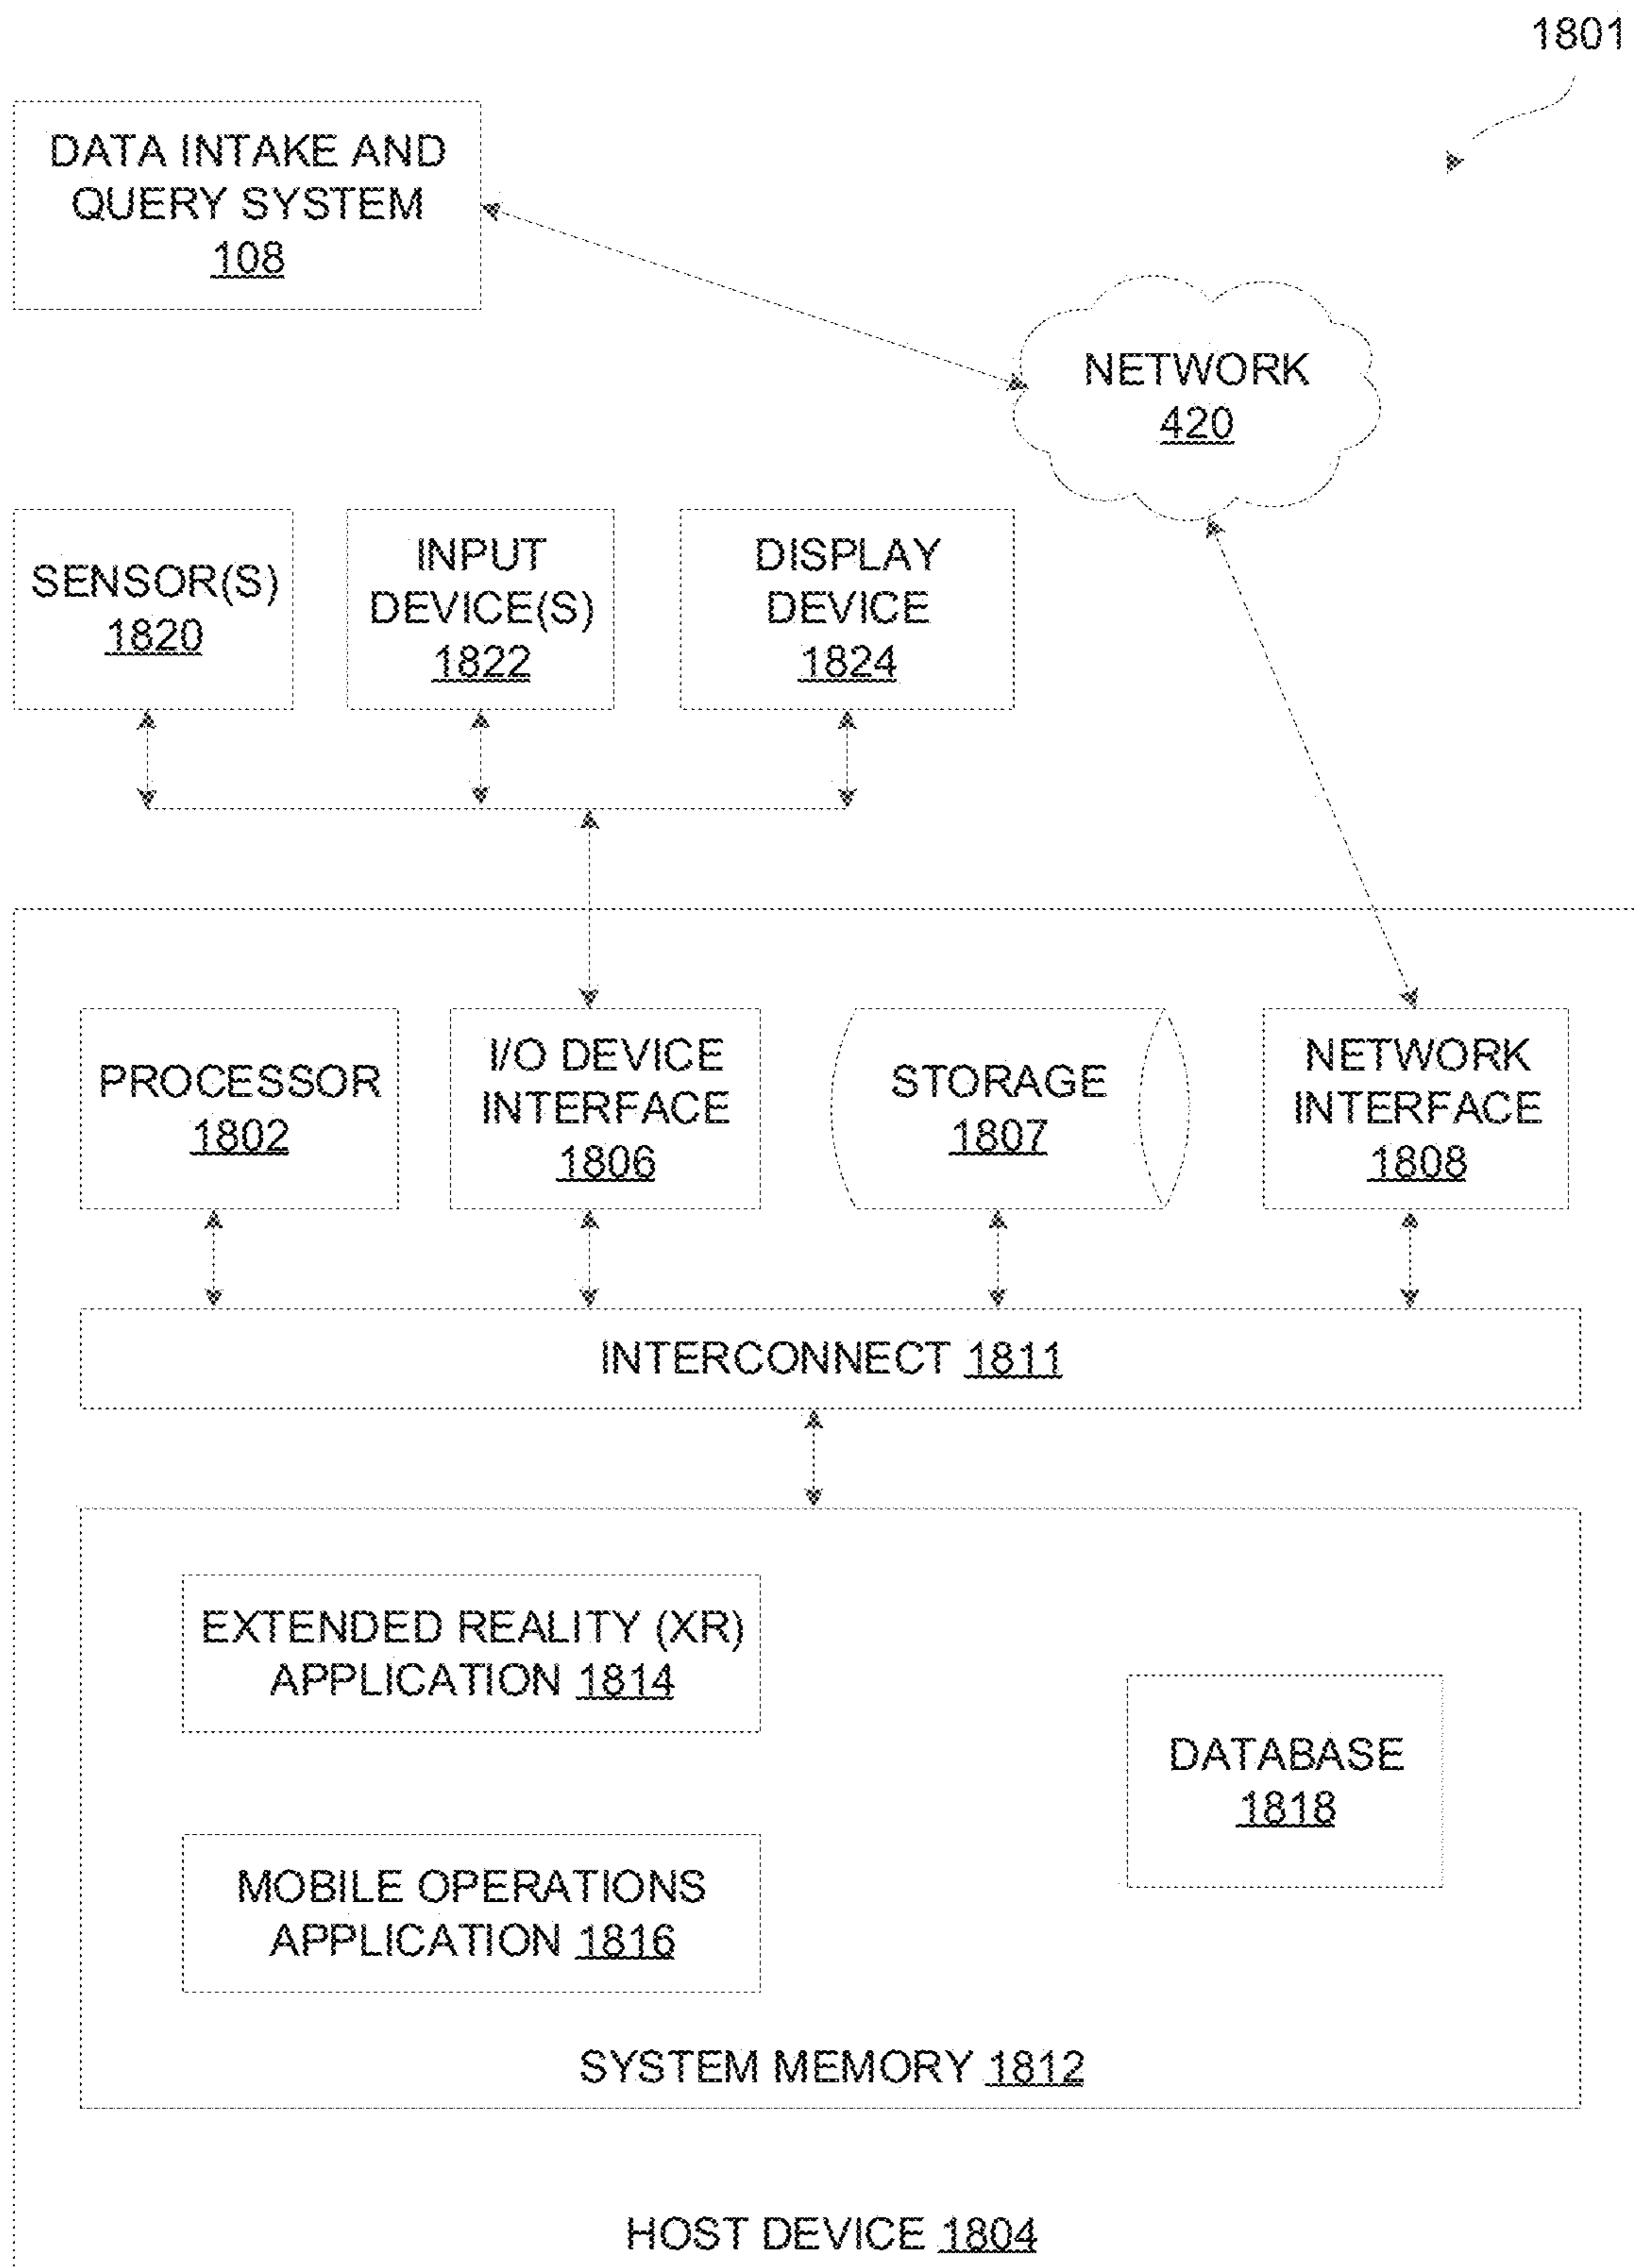 1801
DATA INTAKE AND
QUERY SYSTEM
108
NETWORK
420
SENSOR(S)
1820
INPUT
DEVICE(S)
1822
DISPLAY
DEVICE
1824
PROCESSOR
1802
I/O DEVICE
INTERFACE
1806
STORAGE
1807
NETWORK
INTERFACE
1808
INTERCONNECT 1811
EXTENDED REALITY (XR)
APPLICATION 1814
DATABASE
1818
MOBILE OPERATIONS
APPLICATION 1816
SYSTEM MEMORY 1812
HOST DEVICE 1804